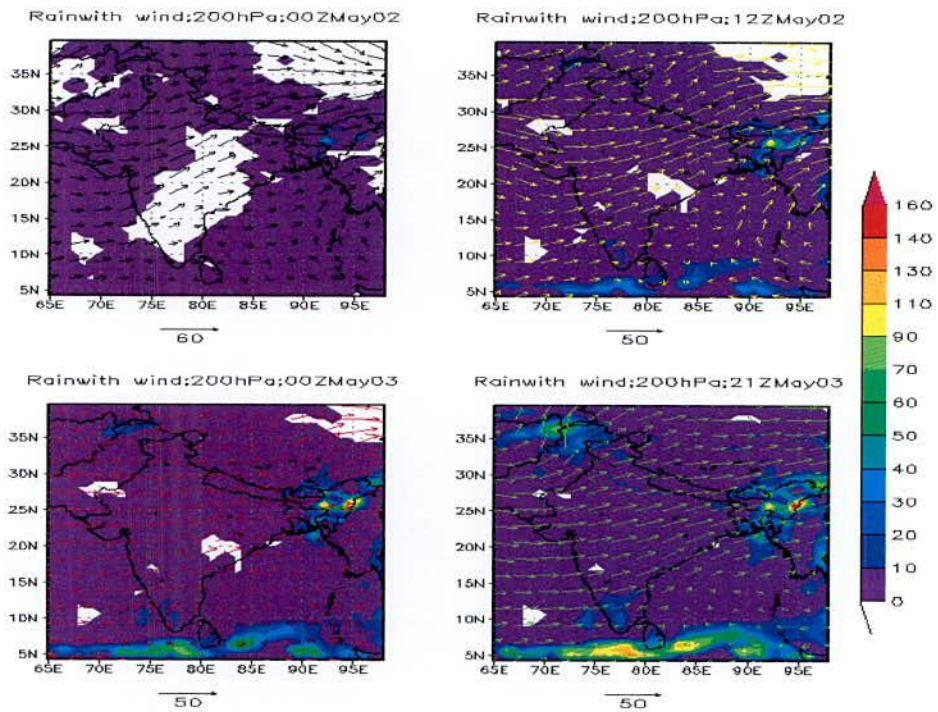 Rainwith wind;200hPa;00ZMay02
35N
30N
25N
20N
15N
10N
5N
65E 70E 75E 80E 85E 90E 95E
60
Rainwith wind;200hPa;12ZMay02
35N
30N
25N
20N
15N
10N
5N
65E 70E 75E 80E 85E 90E 95E
50
Rainwith wind;200hPa;00ZMay03
35N
30N
25N
20N
15N
10N
5N
65E 70E 75E 80E 85E 90E 95E
50
Rainwith wind;200hPa;21ZMay03
35N
30N
25N
20N
15N
10N
5N
65E 70E 75E 80E 85E 90E 95E
50
160
140
130
110
90
70
60
50
40
30
20
10
0